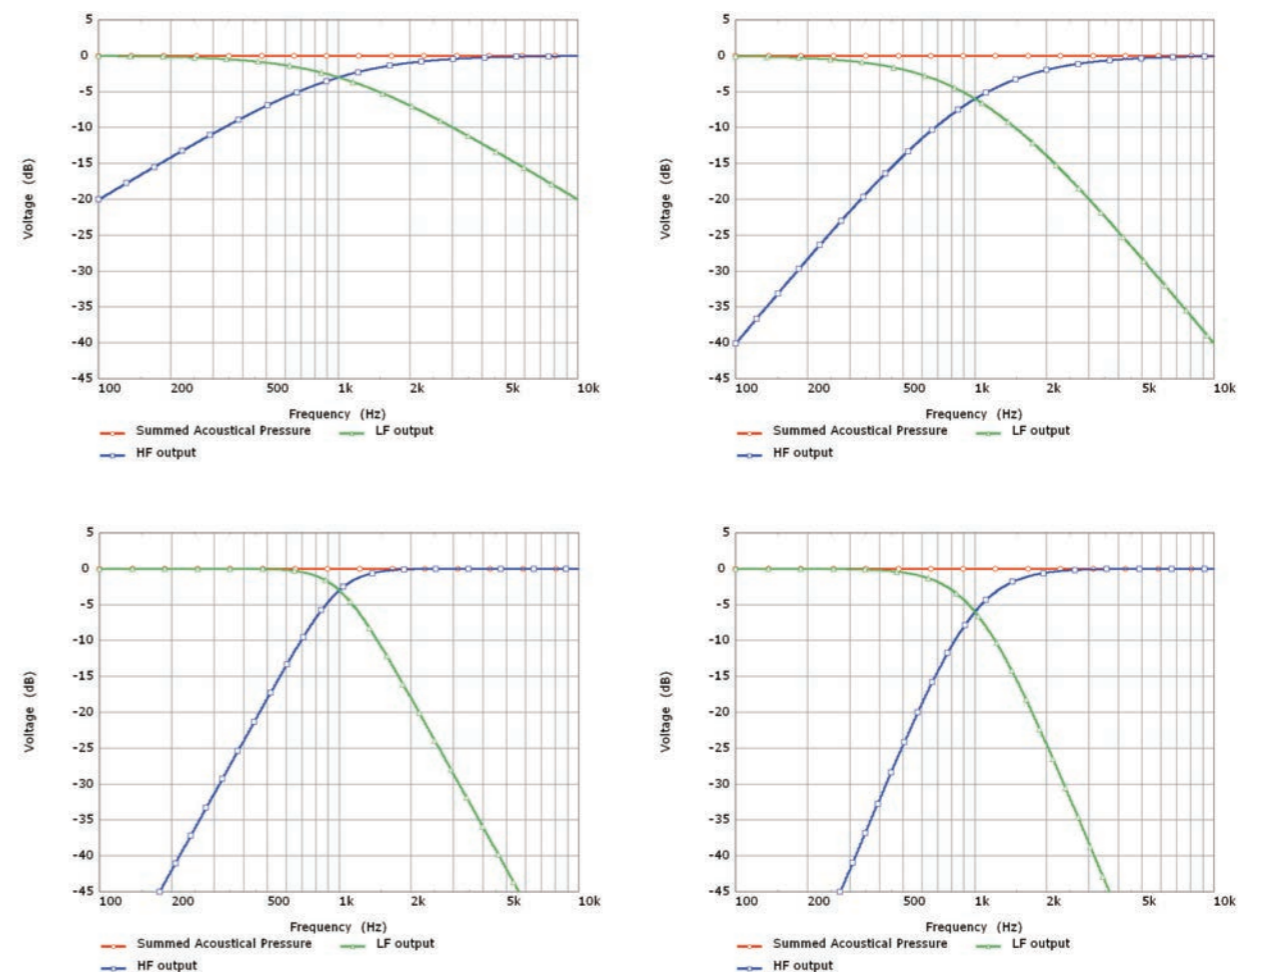 5
0
-5
-10
-15
-20
-25
-30
-35
-40
-45
Voltage (dB)
100 200 500 1k 2k 5k 10k
Frequency (Hz)
Summed Acoustical Pressure LF output
HF output
5
0
-5
-10
-15
-20
-25
-30
-35
-40
-45
Voltage (dB)
100 200 500 1k 2k 5k 10k
Frequency (Hz)
Summed Acoustical Pressure LF output
HF output
5
0
-5
-10
-15
-20
-25
-30
-35
-40
-45
Voltage (dB)
100 200 500 1k 2k 5k 10k
Frequency (Hz)
Summed Acoustical Pressure LF output
HF output
5
0
-5
-10
-15
-20
-25
-30
-35
-40
-45
Voltage (dB)
100 200 500 1k 2k 5k 10k
Frequency (Hz)
Summed Acoustical Pressure LF output
HF output